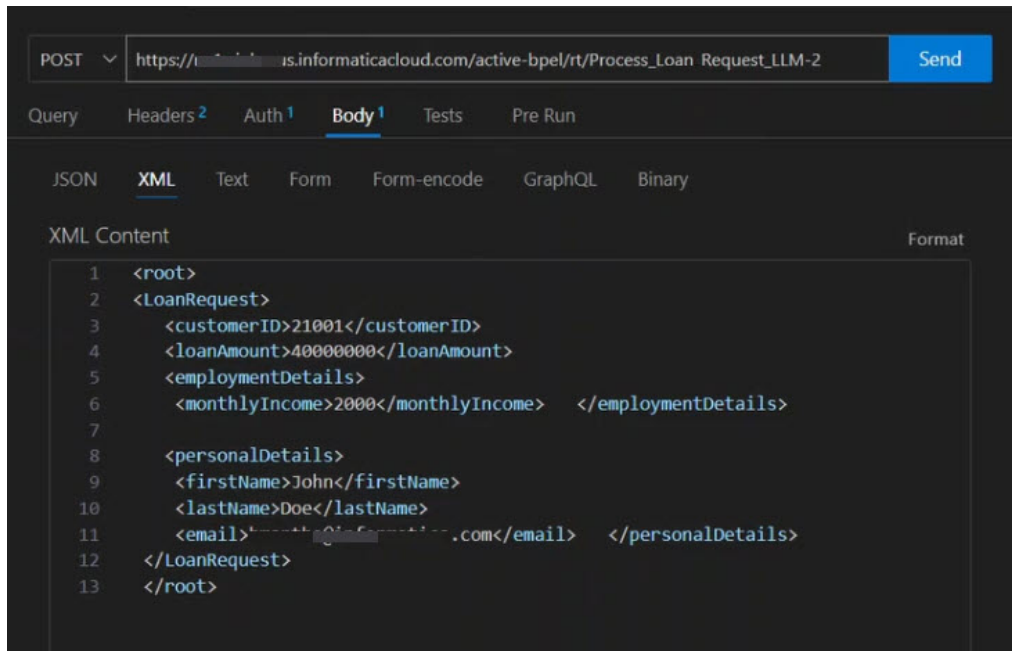 POST https:// us.informaticacloud.com/active-bpel/rt/Process_Loan Request_LLM-2 Send
Query Headers 2 Auth 1 Body 1 Tests Pre Run
JSON XML Text Form Form-encode GraphQL Binary
XML Content Format
1 <root>
2 <LoanRequest>
3 <customerID>21001</customerID>
4 <loanAmount>40000000</loanAmount>
5 <employmentDetails>
6 <monthlyIncome>2000</monthlyIncome> </employmentDetails>
7
8 <personalDetails>
9 <firstName>John</firstName>
10 <lastName>Doe</lastName>
11 <email> .com</email> </personalDetails>
12 </LoanRequest>
13 </root>